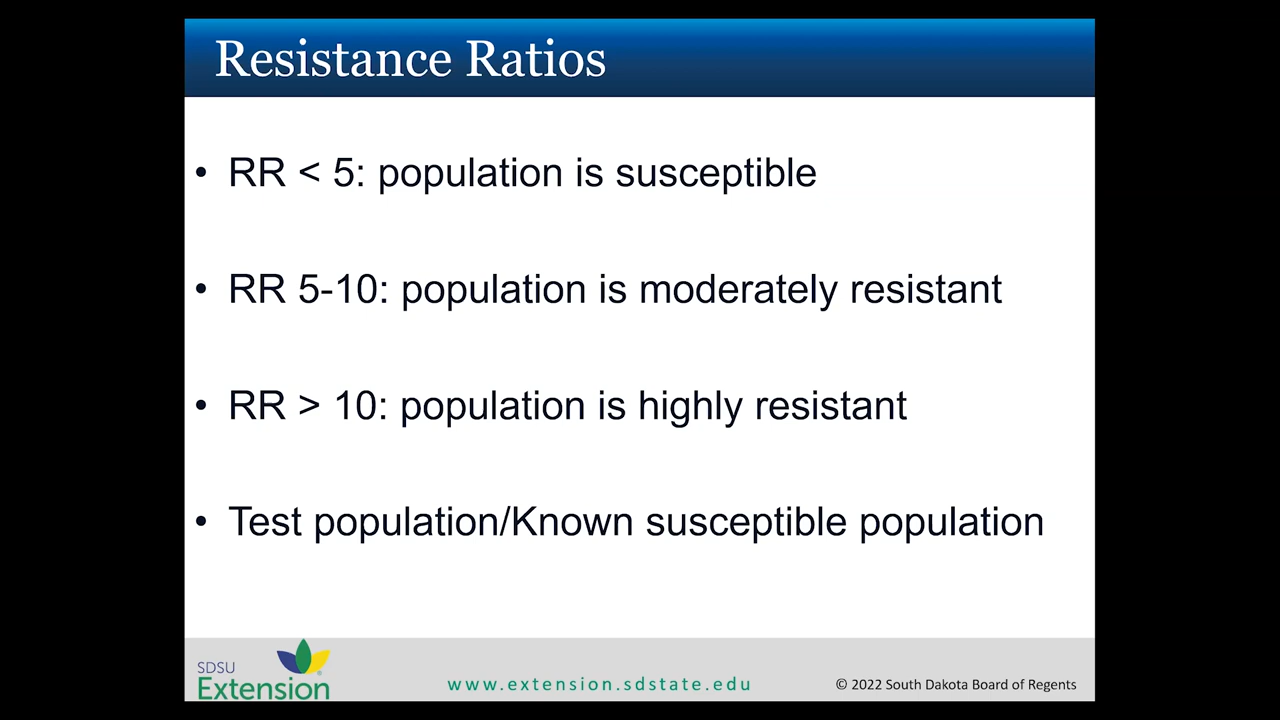 Resistance Ratios
• RR < 5: population is susceptible
• RR 5-10: population is moderately resistant
• RR > 10: population is highly resistant
• Test population/Known susceptible population
SDSU
Extension
www.extension.sdstate.edu
© 2022 South Dakota Board of Regents